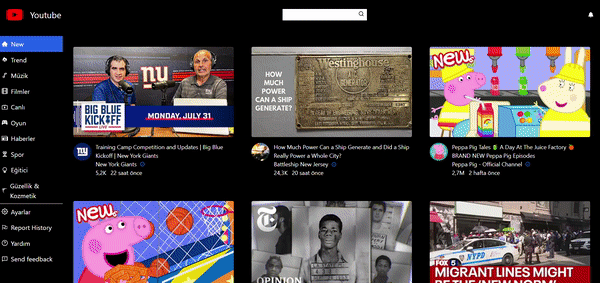 Youtube
New
Trend
Müzik
Filmler
Canlı
Oyun
Haberler
Spor
Eğitici
Güzellik &
Kozmetik
Ayarlar
Report History
Yardım
Send feedback
NY
BIG BLUE
KICKOFF
LIVE
MONDAY, JULY 31
Training Camp Competition and Updates | Big Blue
Kickoff | New York Giants
New York Giants
5,2K 22 saat önce
Westinghouse
HOW
MUCH
POWER
CAN A SHIP
GENERATE?
How Much Power Can a Ship Generate and Did a Ship
Really Power a Whole City?
Battleship New Jersey
24,3K 20 saat önce
New
Peppa Pig Tales 🍏 A Day At The Juice Factory 🍊
BRAND NEW Peppa Pig Episodes
Peppa Pig - Official Channel
2,7M 2 hafta önce
New
OPINION
NYPD
FOX 5
MIGRANT LINES MIGHT
BE THE 'NEW NORM'